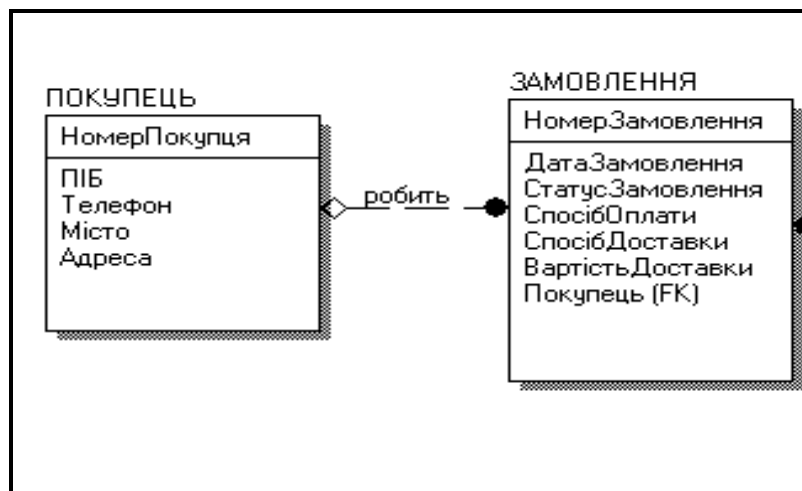 ПОКУПЕЦЬ
НомерПокупця
ПІБ
Телефон
Місто
Адреса
робить
ЗАМОВЛЕННЯ
НомерЗамовлення
ДатаЗамовлення
СтатусЗамовлення
СпосібОплати
СпосібДоставки
ВартістьДоставки
Покупець (FK)